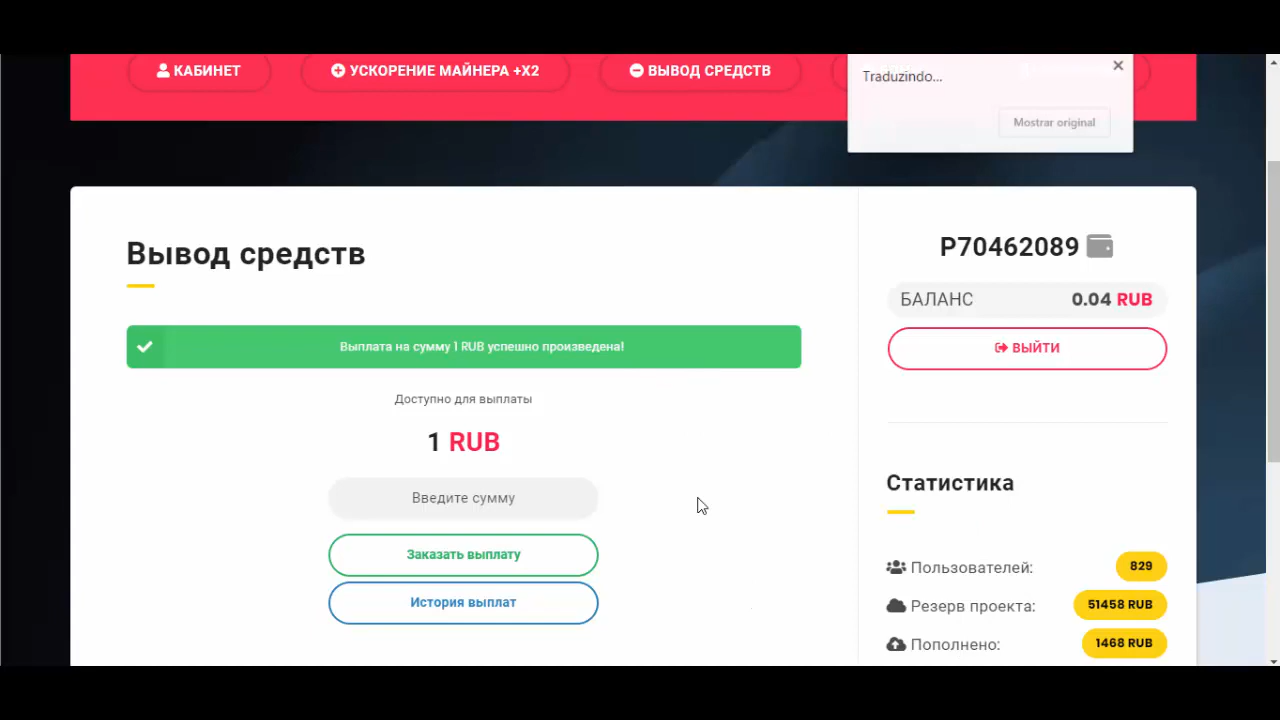 КАБИНЕТ
УСКОРЕНИЕ МАЙНЕРА +X2
ВЫВОД СРЕДСТВ
Traduzindo...
Mostrar original
Вывод средств
Выплата на сумму 1 RUB успешно произведена!
Доступно для выплаты
1 RUB
Введите сумму
Заказать выплату
История выплат
P70462089
БАЛАНС 0.04 RUB
ВЫЙТИ
Статистика
Пользователей: 829
Резерв проекта: 51458 RUB
Пополнено: 1468 RUB